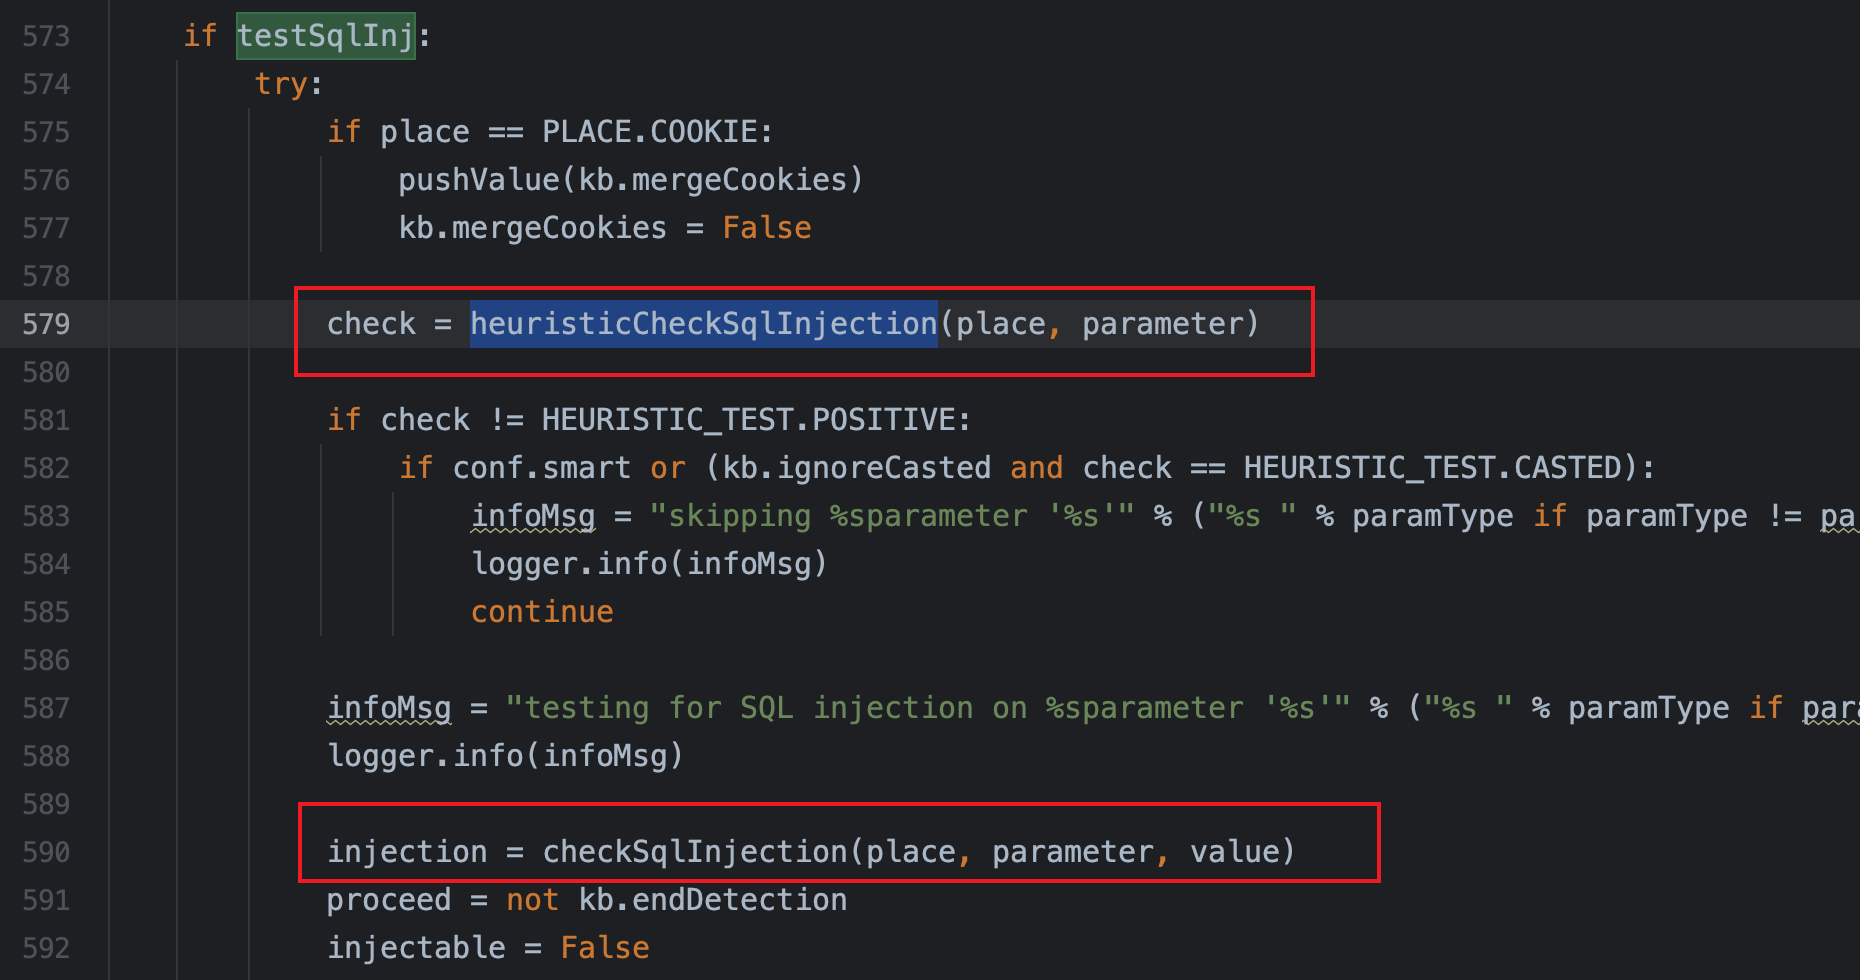 573 if testSqlInj:
574 try:
575 if place == PLACE.COOKIE:
576 pushValue(kb.mergeCookies)
577 kb.mergeCookies = False
578
579 check = heuristicCheckSqlInjection(place, parameter)
580
581 if check != HEURISTIC_TEST.POSITIVE:
582 if conf.smart or (kb.ignoreCasted and check == HEURISTIC_TEST.CASTED):
583 infoMsg = "skipping %sparameter '%s'" % ("%s " % paramType if paramType != pa
584 logger.info(infoMsg)
585 continue
586
587 infoMsg = "testing for SQL injection on %sparameter '%s'" % ("%s " % paramType if para
588 logger.info(infoMsg)
589
590 injection = checkSqlInjection(place, parameter, value)
591 proceed = not kb.endDetection
592 injectable = False